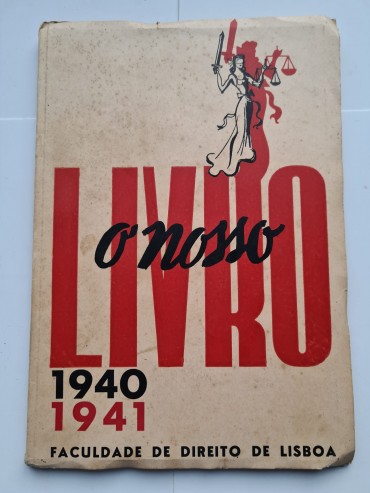 o nosso
LIVRO
1940
1941
FACULDADE DE DIREITO DE LISBOA